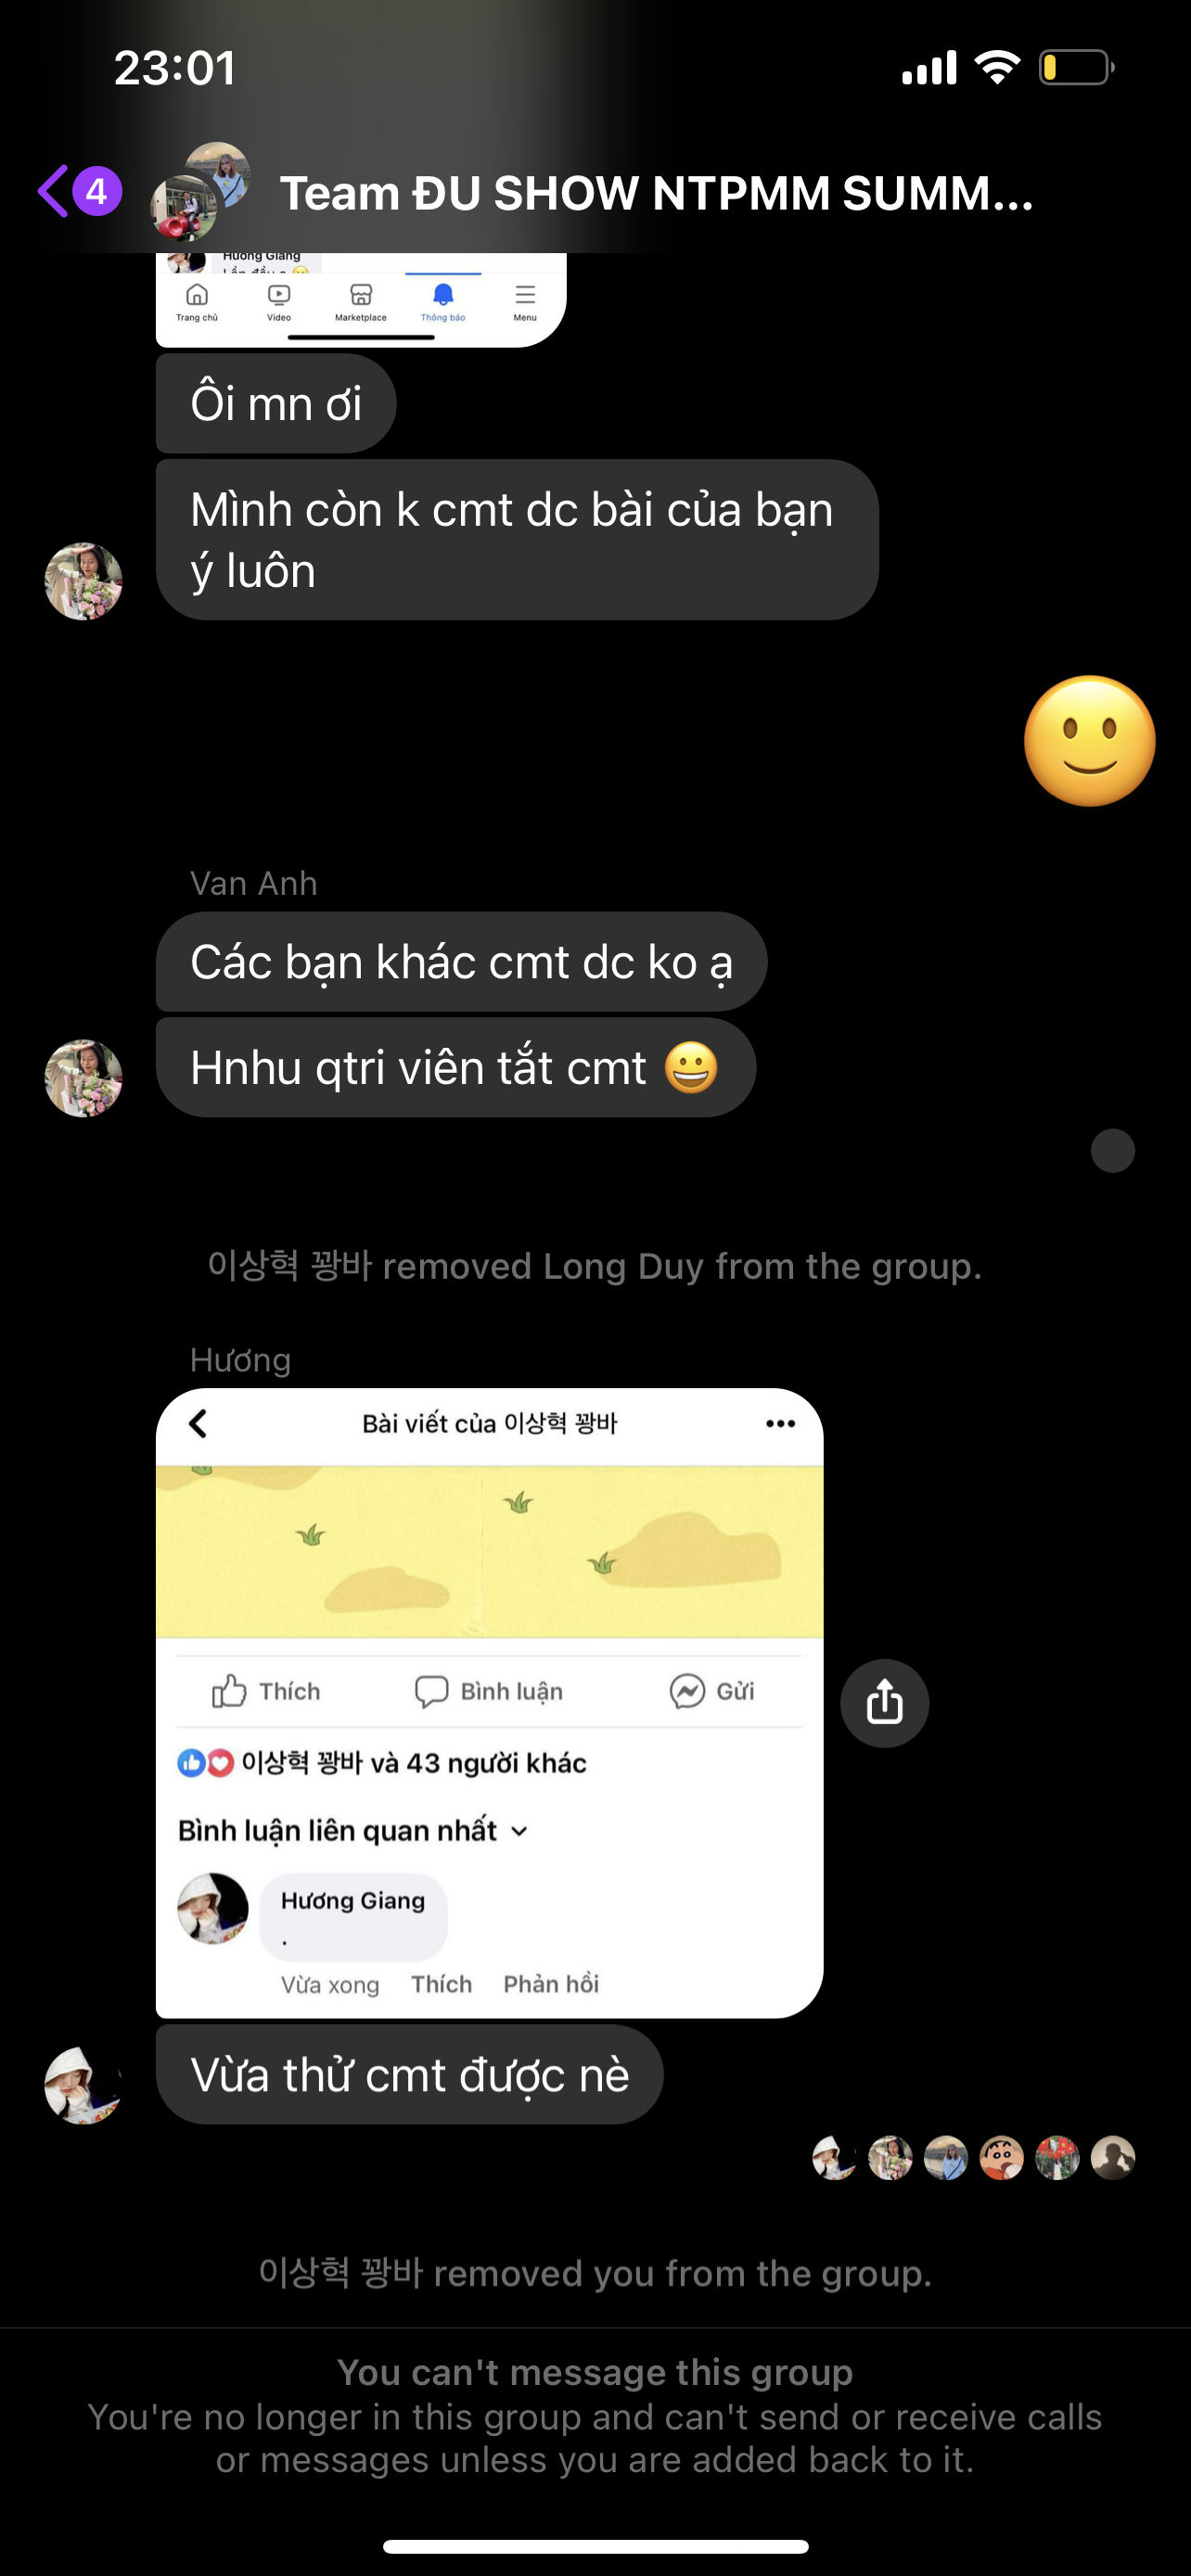 23:01
4
Team ĐU SHOW NTPMM SUMM...
Hương Giang
Lần đầu ạ
Trang chủ
Video
Marketplace
Thông báo
Menu
Ôi mn ơi
Mình còn k cmt dc bài của bạn
ý luôn
Van Anh
Các bạn khác cmt dc ko ạ
Hnhu qtri viên tắt cmt 😀
이상혁 꽝바 removed Long Duy from the group.
Hương
Bài viết của 이상혁 꽝바
Thích
Bình luận
Gửi
이상혁 꽝바 và 43 người khác
Bình luận liên quan nhất
Hương Giang
.
Vừa xong Thích Phản hồi
Vừa thử cmt được nè
이상혁 꽝바 removed you from the group.
You can't message this group
You're no longer in this group and can't send or receive calls
or messages unless you are added back to it.